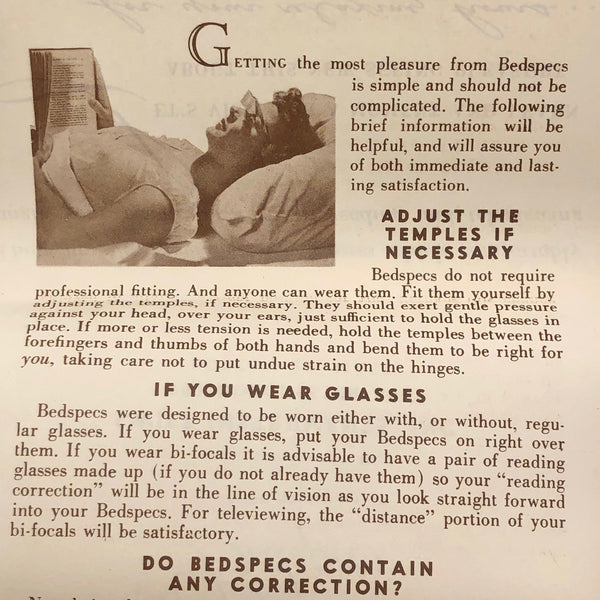 GETTING the most pleasure from Bedspecs
is simple and should not be
complicated. The following
brief information will be
helpful, and will assure you
of both immediate and last-
ing satisfaction.
ADJUST THE
TEMPLES IF
NECESSARY
Bedspecs do not require
professional fitting. And anyone can wear them. Fit them yourself by
adjusting the temples, if necessary. They should exert gentle pressure
against your head, over your ears, just sufficient to hold the glasses in
place. If more or less tension is needed, hold the temples between the
forefingers and thumbs of both hands and bend them to be right for
you, taking care not to put undue strain on the hinges.
IF YOU WEAR GLASSES
Bedspecs were designed to be worn either with, or without, regu-
lar glasses. If you wear glasses, put your Bedspecs on right over
them. If you wear bi-focals it is advisable to have a pair of reading
glasses made up (if you do not already have them) so your “reading
correction” will be in the line of vision as you look straight forward
into your Bedspecs. For televiewing, the “distance” portion of your
bi-focals will be satisfactory.
DO BEDSPECS CONTAIN
ANY CORRECTION?